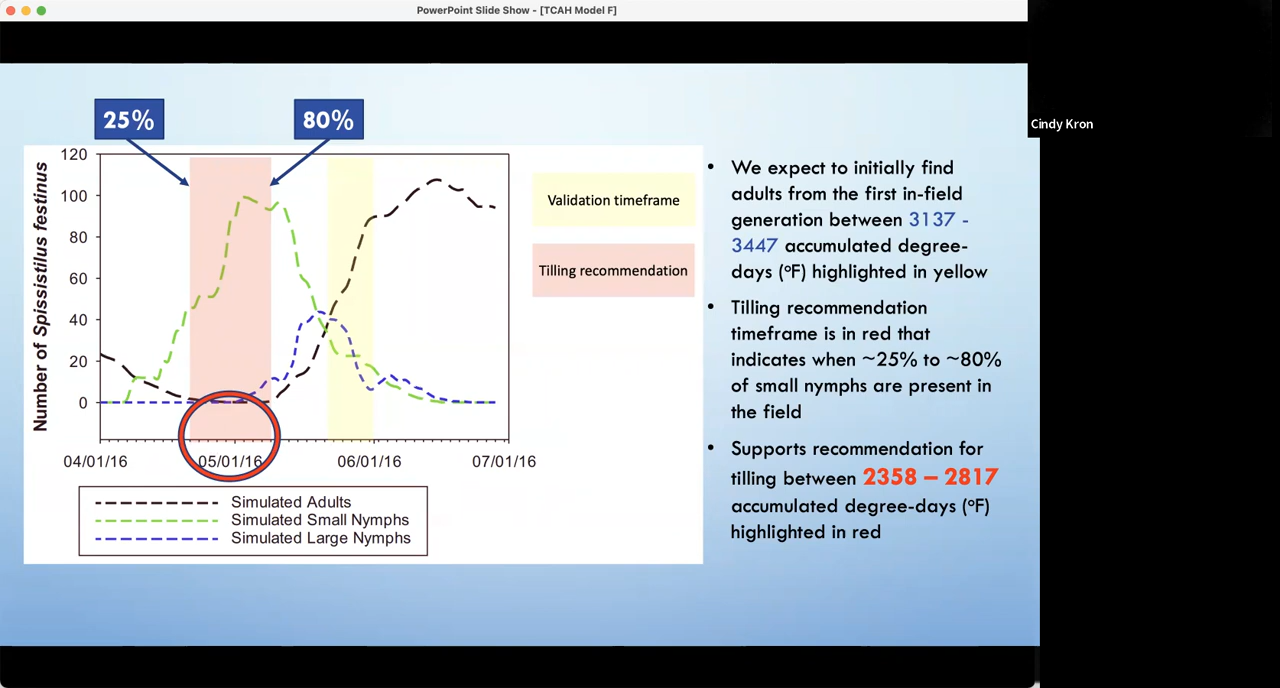 PowerPoint Slide Show - [TCAH Model F]
Cindy Kron
25%
80%
Number of Spissistilus festinus
120
100
80
60
40
20
0
04/01/16
05/01/16
06/01/16
07/01/16
Simulated Adults
Simulated Small Nymphs
Simulated Large Nymphs
Validation timeframe
Tilling recommendation
• We expect to initially find
adults from the first in-field
generation between 3137 -
3447 accumulated degree-
days (°F) highlighted in yellow
• Tilling recommendation
timeframe is in red that
indicates when ~25% to ~80%
of small nymphs are present in
the field
• Supports recommendation for
tilling between 2358 – 2817
accumulated degree-days (°F)
highlighted in red